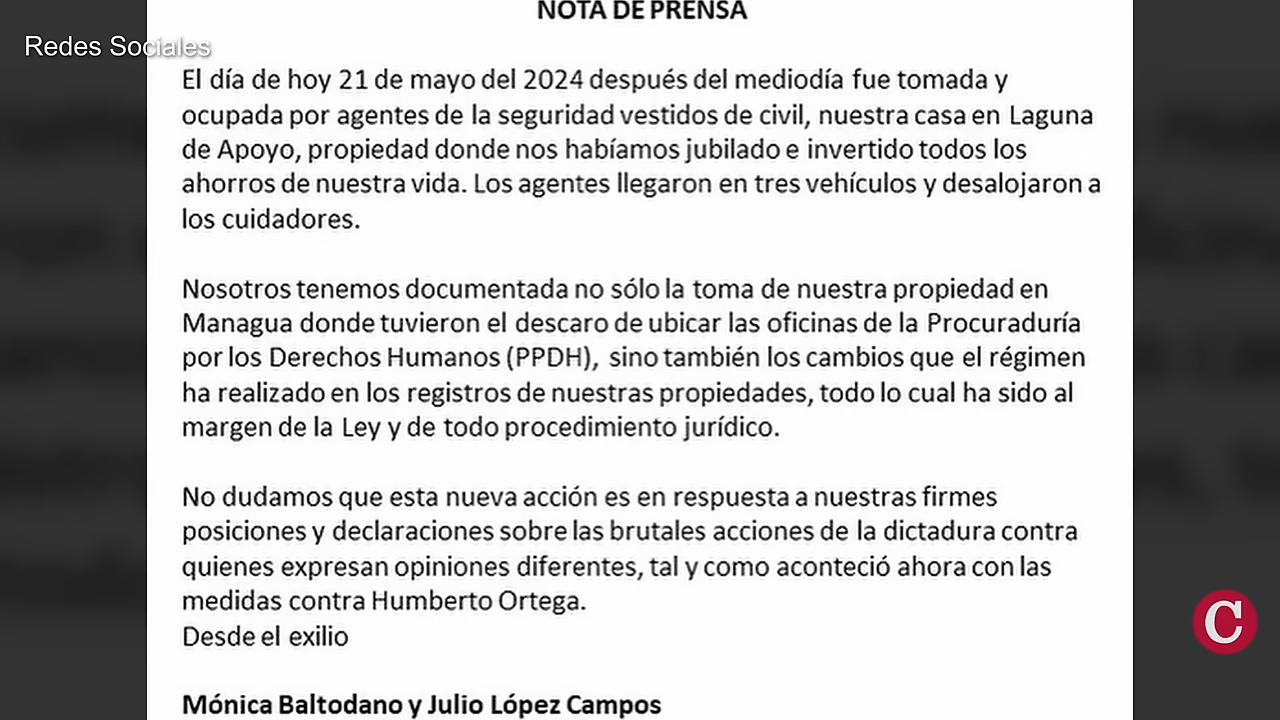 NOTA DE PRENSA
Redes Sociales
El día de hoy 21 de mayo del 2024 después del mediodía fue tomada y
ocupada por agentes de la seguridad vestidos de civil, nuestra casa en Laguna
de Apoyo, propiedad donde nos habíamos jubilado e invertido todos los
ahorros de nuestra vida. Los agentes llegaron en tres vehículos y desalojaron a
los cuidadores.
Nosotros tenemos documentada no sólo la toma de nuestra propiedad en
Managua donde tuvieron el descaro de ubicar las oficinas de la Procuraduría
por los Derechos Humanos (PPDH), sino también los cambios que el régimen
ha realizado en los registros de nuestras propiedades, todo lo cual ha sido al
margen de la Ley y de todo procedimiento jurídico.
No dudamos que esta nueva acción es en respuesta a nuestras firmes
posiciones y declaraciones sobre las brutales acciones de la dictadura contra
quienes expresan opiniones diferentes, tal y como aconteció ahora con las
medidas contra Humberto Ortega.
Desde el exilio
C
Mónica Baltodano y Julio López Campos